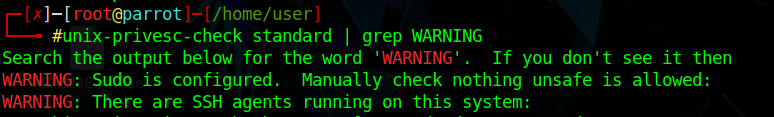 ┌─[✗]─[root@parrot]─[/home/user]
└──╼ #unix-privesc-check standard | grep WARNING
Search the output below for the word 'WARNING'.  If you don't see it then
WARNING: Sudo is configured.  Manually check nothing unsafe is allowed:
WARNING: There are SSH agents running on this system: